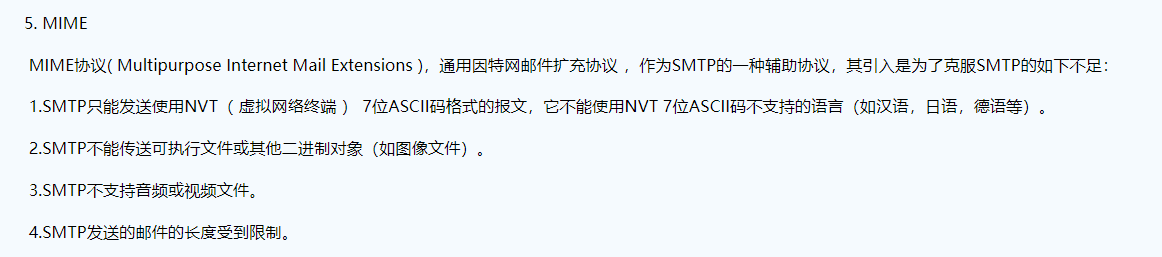 5. MIME
MIME协议( Multipurpose Internet Mail Extensions )，通用因特网邮件扩充协议 ，作为SMTP的一种辅助协议，其引入是为了克服SMTP的如下不足：
1.SMTP只能发送使用NVT（ 虚拟网络终端 ） 7位ASCII码格式的报文，它不能使用NVT 7位ASCII码不支持的语言（如汉语，日语，德语等）。
2.SMTP不能传送可执行文件或其他二进制对象（如图像文件）。
3.SMTP不支持音频或视频文件。
4.SMTP发送的邮件的长度受到限制。